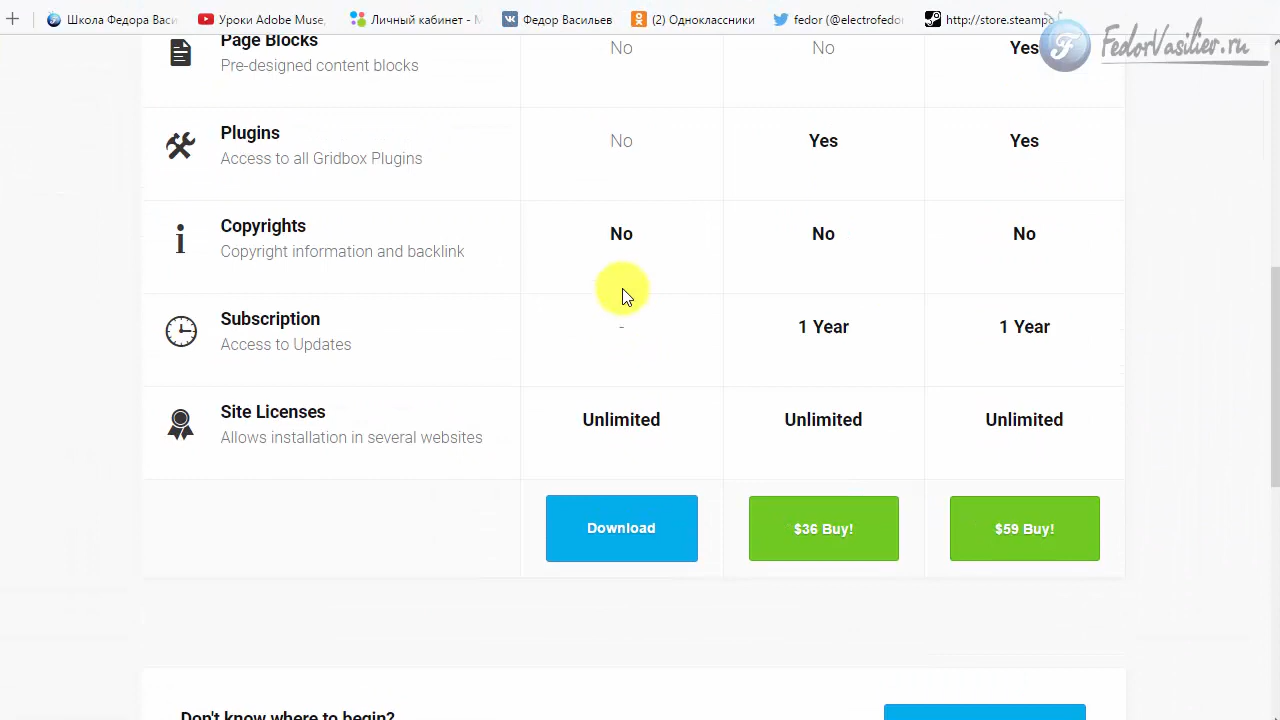 Школа Федора Васи
Уроки Adobe Muse,
Личный кабинет - М
Федор Васильев
(2) Одноклассники
fedor (@electrofedor
http://store.steampo
FedorVasiliev.ru
Page Blocks
Pre-designed content blocks
No
No
Yes
Plugins
Access to all Gridbox Plugins
No
Yes
Yes
Copyrights
Copyright information and backlink
No
No
No
Subscription
Access to Updates
-
1 Year
1 Year
Site Licenses
Allows installation in several websites
Unlimited
Unlimited
Unlimited
Download
$36 Buy!
$59 Buy!
Don't know where to begin?